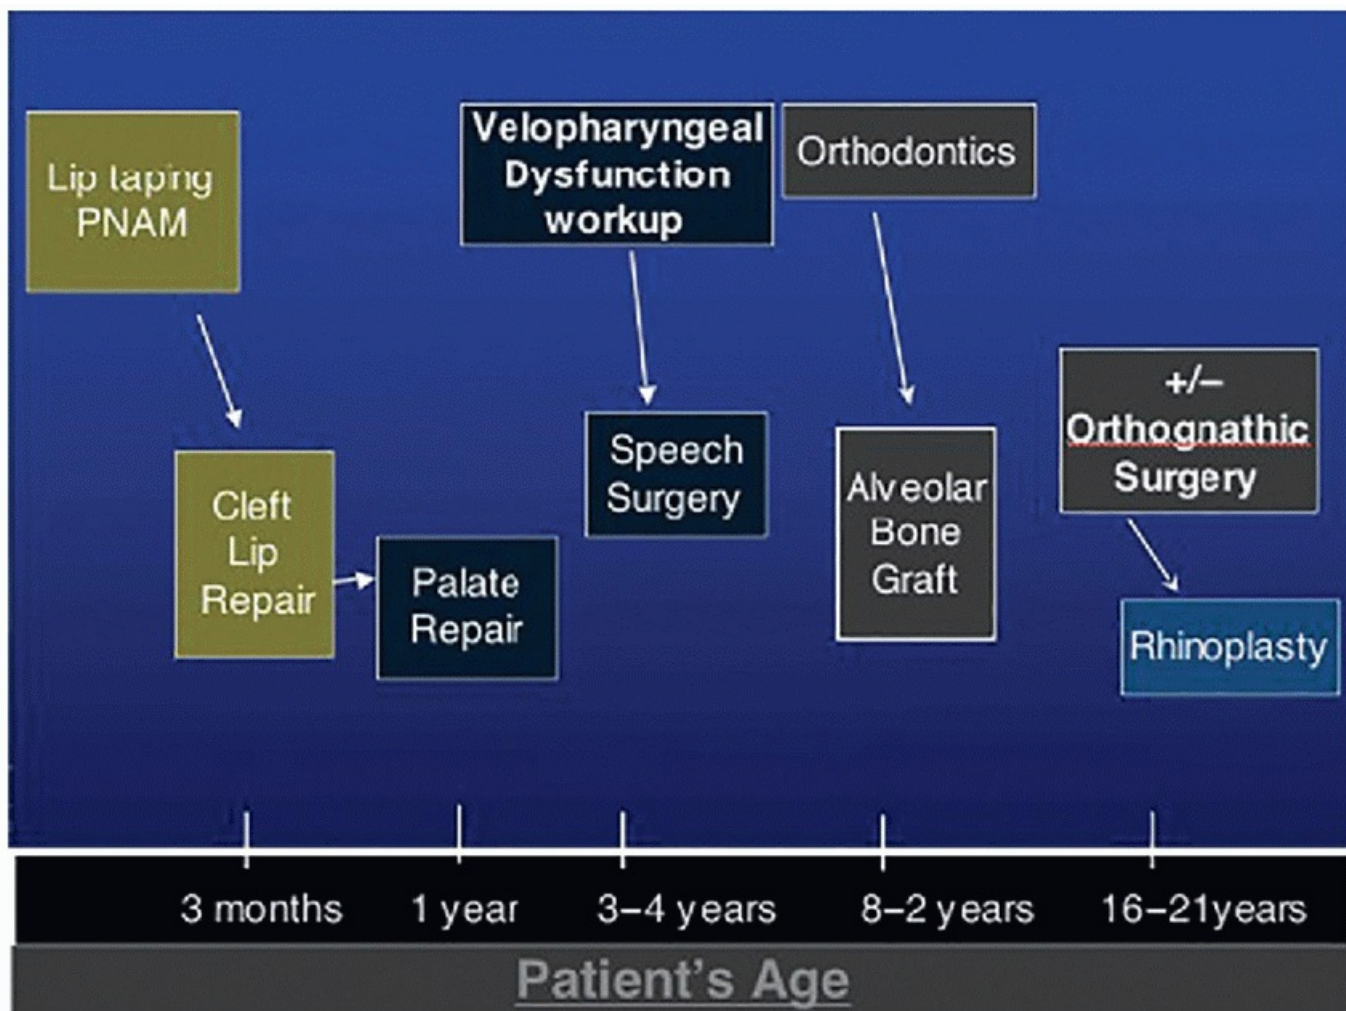 Lip taping
PNAM
Velopharyngeal
Dysfunction
workup
Orthodontics
Cleft
Lip
Repair
Palate
Repair
Speech
Surgery
Alveolar
Bone
Graft
+/–
Orthognathic
Surgery
Rhinoplasty
3 months
1 year
3–4 years
8–2 years
16–21years
Patient's Age